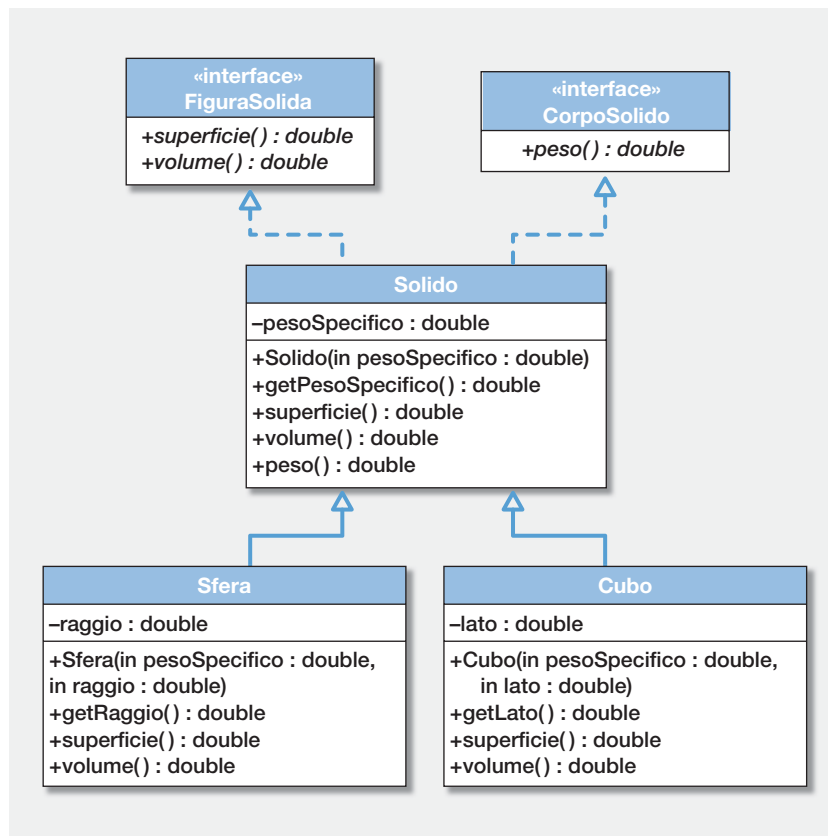 «interface»
FiguraSolida
+superficie( ) : double
+volume( ) : double
«interface»
CorpoSolido
+peso( ) : double
Solido
–pesoSpecifico : double
+Solido(in pesoSpecifico : double)
+getPesoSpecifico( ) : double
+superficie( ) : double
+volume( ) : double
+peso( ) : double
Sfera
–raggio : double
+Sfera(in pesoSpecifico : double,
in raggio : double)
+getRaggio( ) : double
+superficie( ) : double
+volume( ) : double
Cubo
–lato : double
+Cubo(in pesoSpecifico : double,
in lato : double)
+getLato( ) : double
+superficie( ) : double
+volume( ) : double